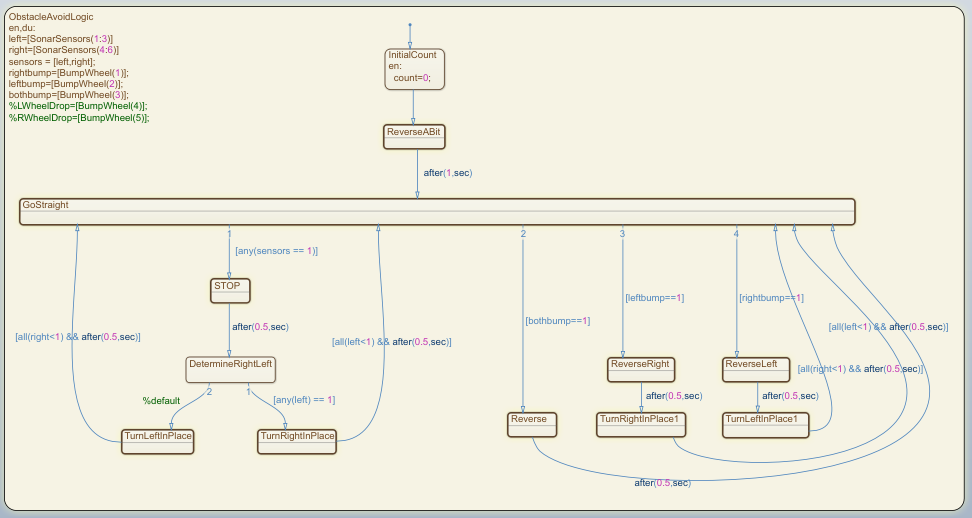 ObstacleAvoidLogic
en,du:
left=[SonarSensors(1:3)]
right=[SonarSensors(4:6)]
sensors = [left,right];
rightbump=[BumpWheel(1)];
leftbump=[BumpWheel(2)];
bothbump=[BumpWheel(3)];
%LWheelDrop=[BumpWheel(4)];
%RWheelDrop=[BumpWheel(5)];
InitialCount
en:
count=0;
ReverseABit
after(1,sec)
GoStraight
1
2
3
4
[any(sensors == 1)]
STOP
after(0.5,sec)
DetermineRightLeft
2
1
%default
[any(left) == 1]
TurnLeftInPlace
TurnRightInPlace
[all(right<1) && after(0.5,sec)]
[all(left<1) && after(0.5,sec)]
[bothbump==1]
[leftbump==1]
[rightbump==1]
[all(left<1) && after(0.5,sec)]
ReverseRight
ReverseLeft
[all(right<1) && after(0.5,sec)]
after(0.5,sec)
after(0.5,sec)
Reverse
TurnRightInPlace1
TurnLeftInPlace1
after(0.5,sec)